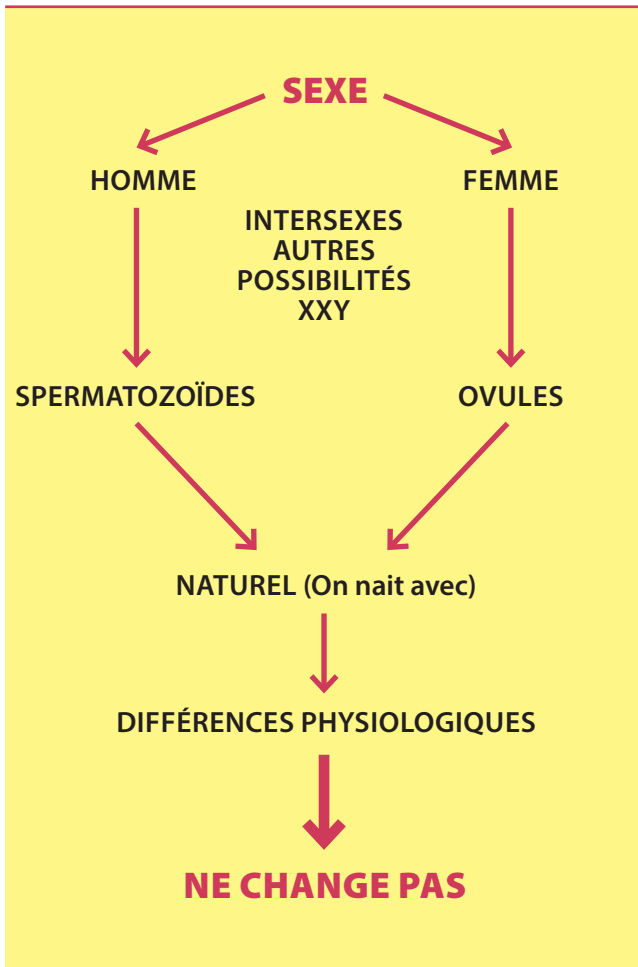 SEXE
HOMME
FEMME
INTERSEXES
AUTRES
POSSIBILITÉS
XXY
SPERMATOZOÏDES
OVULES
NATUREL (On nait avec)
DIFFÉRENCES PHYSIOLOGIQUES
NE CHANGE PAS